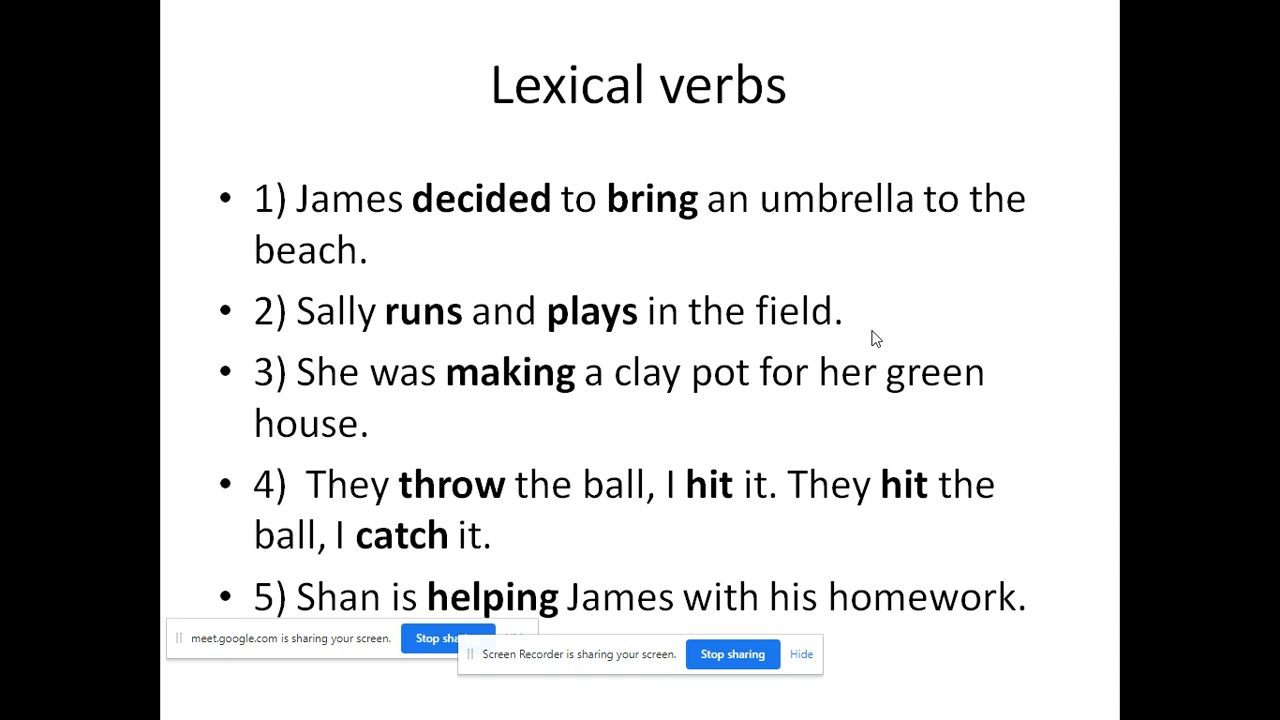 Lexical verbs
• 1) James decided to bring an umbrella to the
beach.
• 2) Sally runs and plays in the field.
• 3) She was making a clay pot for her green
house.
• 4) They throw the ball, I hit it. They hit the
ball, I catch it.
• 5) Shan is helping James with his homework.
meet.google.com is sharing your screen. Stop
Screen Recorder is sharing your screen. Stop sharing Hide